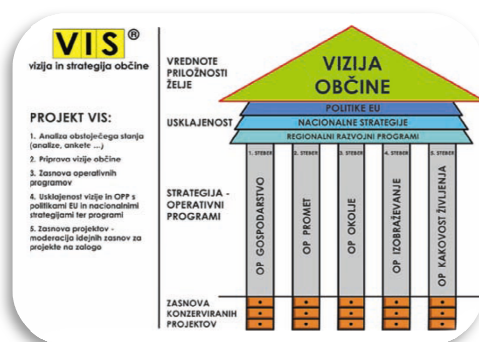 VIS®
vizija in strategija občine
PROJEKT VIS:
1. Analiza obstoječega stanja
(analize, ankete ...)
2. Priprava vizije občine
3. Zasnova operativnih
programov
4. Usklajenost vizije in OPP s
politikami EU in nacionalnimi
strategijami ter programi
5. Zasnova projektov -
moderacija idejnih zasnov za
projekte na zalogo
VREDNOTE
PRILOŽNOSTI
ŽELJE
USKLAJENOST
STRATEGIJA -
OPERATIVNI
PROGRAMI
ZASNOVA
KONZERVIRANIH
PROJEKTOV
VIZIJA
OBČINE
POLITIKE EU
NACIONALNE STRATEGIJE
REGIONALNI RAZVOJNI PROGRAMI
1. STEBER
OP GOSPODARSTVO
2. STEBER
OP PROMET
3. STEBER
OP OKOLJE
4. STEBER
OP IZOBRAŽEVANJE
5. STEBER
OP KAKOVOST ŽIVLJENJA